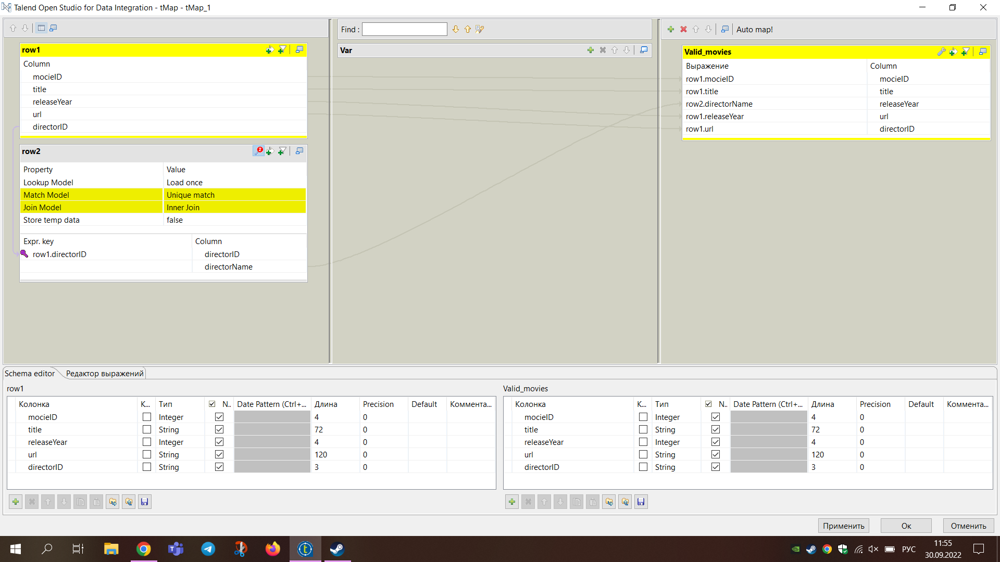 Talend Open Studio for Data Integration - tMap - tMap_1
Find :
Auto map!
row1
Column
mocieID
title
releaseYear
url
directorID
row2
2
Property Value
Lookup Model Load once
Match Model Unique match
Join Model Inner Join
Store temp data false
Expr. key Column
row1.directorID directorID
directorName
Var
Valid_movies
Выражение Column
row1.mocieID mocieID
row1.title title
row2.directorName releaseYear
row1.releaseYear url
row1.url directorID
Schema editor Редактор выражений
row1
Колонка К... Тип N.. Date Pattern (Ctrl+... Длина Precision Default Коммента...
mocieID Integer 4 0
title String 72 0
releaseYear Integer 4 0
url String 120 0
directorID String 3 0
Valid_movies
Колонка К... Тип N.. Date Pattern (Ctrl+... Длина Precision Default Коммента...
mocieID Integer 4 0
title String 72 0
releaseYear Integer 4 0
url String 120 0
directorID String 3 0
Применить Ок Отменить
РУС
11:55
30.09.2022